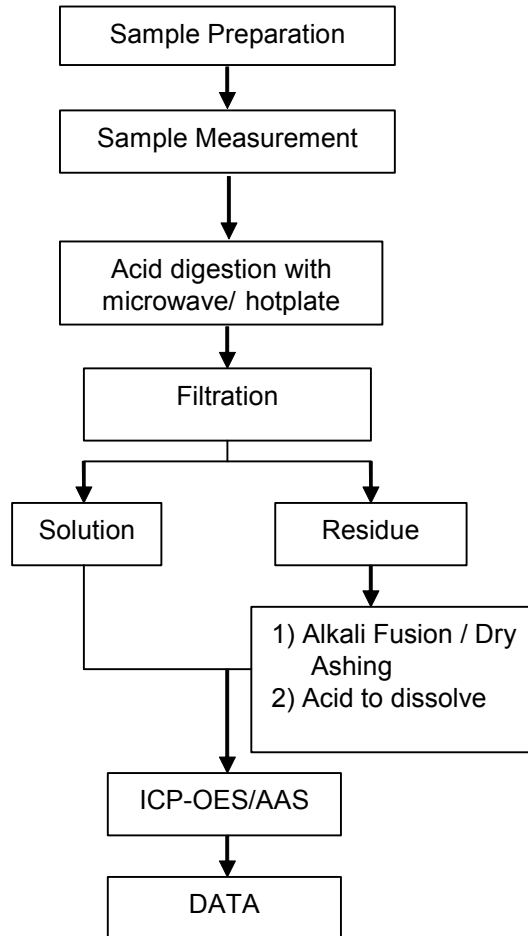 Sample Preparation
Sample Measurement
Acid digestion with
microwave/ hotplate
Filtration
Solution
Residue
1) Alkali Fusion / Dry
Ashing
2) Acid to dissolve
ICP-OES/AAS
DATA